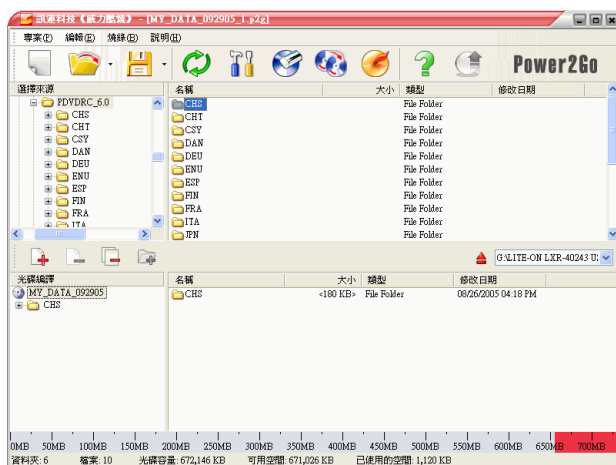 訊連科技《威力酷燒》 - [MY_DATA_092905_1.p2g]
專案(P) 編輯(E) 燒錄(B) 說明(H)
Power2Go
選擇來源
PDVDRC_6.0
CHS
CHT
CSY
DAN
DEU
ENU
ESP
FIN
FRA
ITA
名稱 大小 類型 修改日期
CHS File Folder
CHT File Folder
CSY File Folder
DAN File Folder
DEU File Folder
ENU File Folder
ESP File Folder
FIN File Folder
FRA File Folder
ITA File Folder
JPN File Folder
G:\LITE-ON LXR-40243 U:
光碟編譯
MY_DATA_092905
CHS
名稱 大小 類型 修改日期
CHS <180 KB> File Folder 08/26/2005 04:18 PM
0MB 50MB 100MB 150MB 200MB 250MB 300MB 350MB 400MB 450MB 500MB 550MB 600MB 650MB 700MB
資料夾: 6 檔案: 10 光碟容量: 672,146 KB 可用空間: 671,026 KB 已使用的空間: 1,120 KB